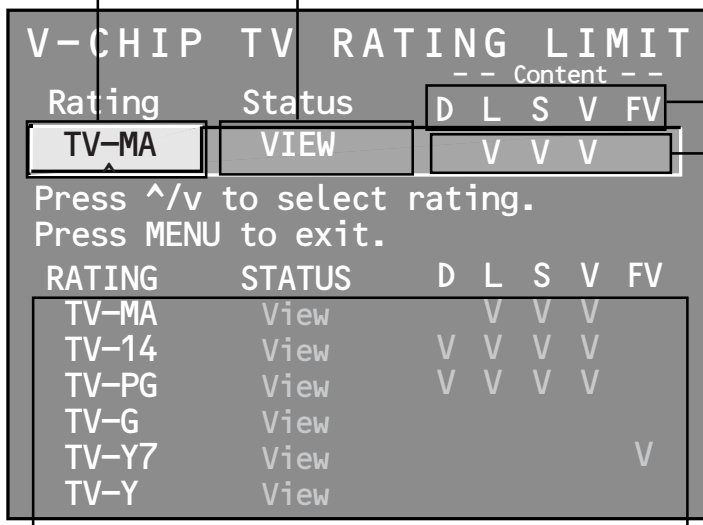 V-CHIP TV RATING LIMIT
-- Content --
Rating Status D L S V FV
TV-MA VIEW V V V
^
Press ^/v to select rating.
Press MENU to exit.
RATING STATUS D L S V FV
TV-MA View V V V
TV-14 View V V V V
TV-PG View V V V V
TV-G View
TV-Y7 View V
TV-Y View